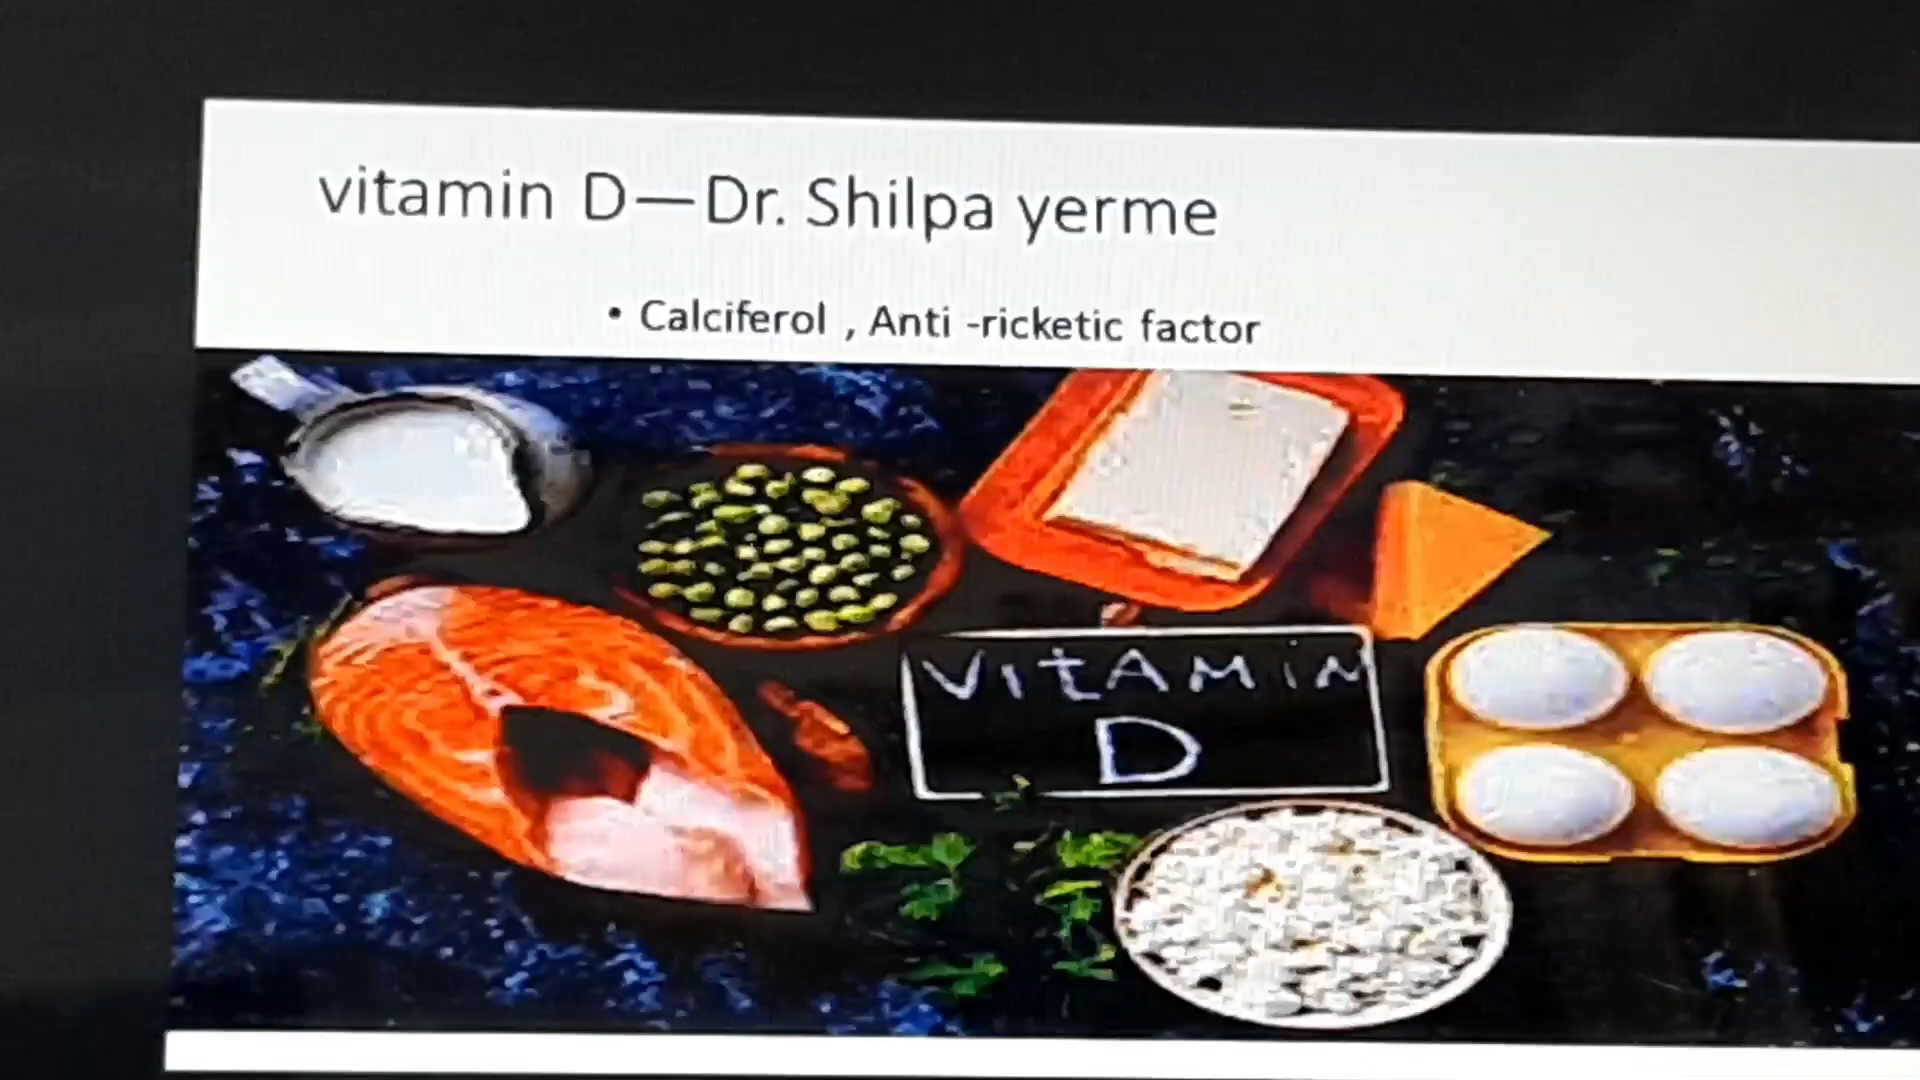 vitamin D—Dr. Shilpa yerme
• Calciferol , Anti -ricketic factor
VitAMiN
D